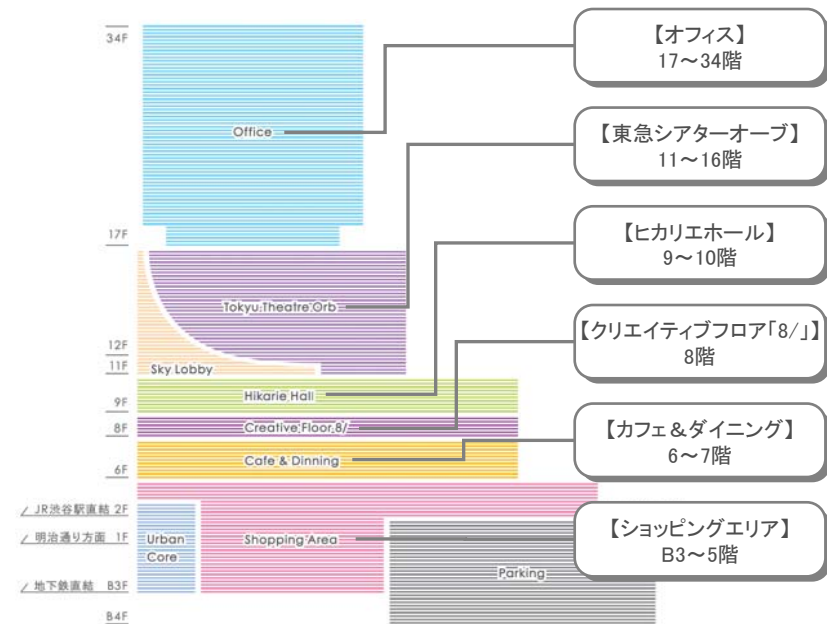 34F
Office
17F
Tokyu Theatre Orb
12F
11F
Sky Lobby
Hikarie Hall
9F
8F
Creative Floor 8/
Cafe & Dinning
6F
/ JR渋谷駅直結 2F
/ 明治通り方面 1F
Urban
Core
Shopping Area
Parking
/ 地下鉄直結 B3F
B4F
【オフィス】
17～34階
【東急シアターオーブ】
11～16階
【ヒカリエホール】
9～10階
【クリエイティブフロア「8/」】
8階
【カフェ＆ダイニング】
6～7階
【ショッピングエリア】
B3～5階